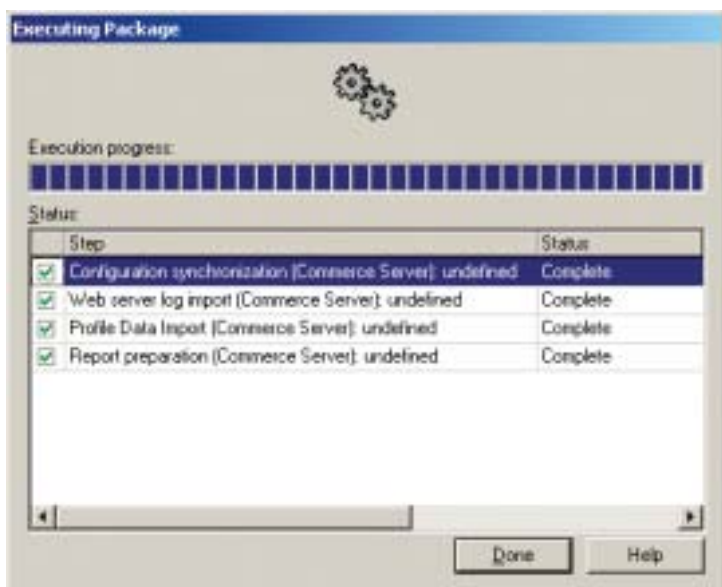 Executing Package
Execution progress:
Status:
Step Status
Configuration synchronization (Commerce Server): undefined Complete
Web server log import (Commerce Server): undefined Complete
Profile Data Import (Commerce Server): undefined Complete
Report preparation (Commerce Server): undefined Complete
Done Help